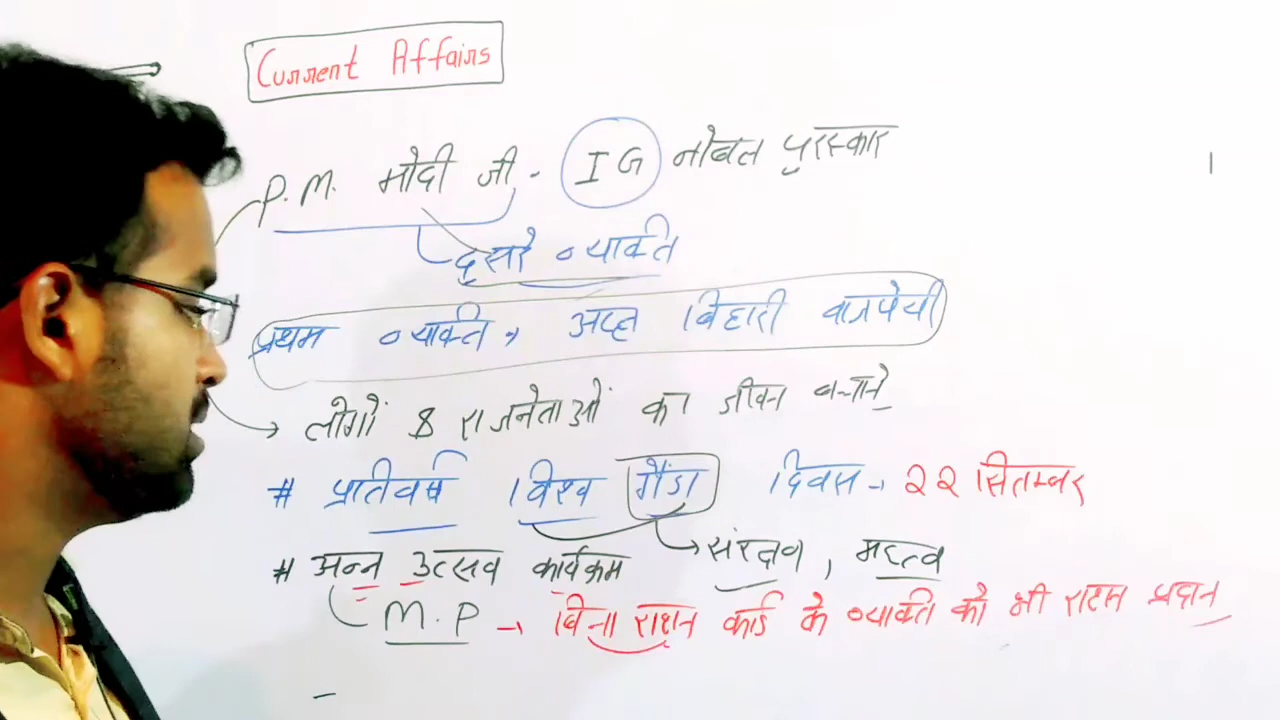 Current Affairs
P.M. मोदी जी - IG नोबल पुरस्कार
दुसरे व्यक्ति
प्रथम व्यक्ति → अटल बिहारी वाजपेयी
→ लोगों & राजनेताओं का जीवन बचाने
# प्रतिवर्ष विश्व गैंडा दिवस → 22 सितम्बर
→ संरक्षण, महत्व
# अन्न उत्सव कार्यक्रम
M.P → बिना राशन कार्ड के व्यक्ति को भी राशन प्रदान